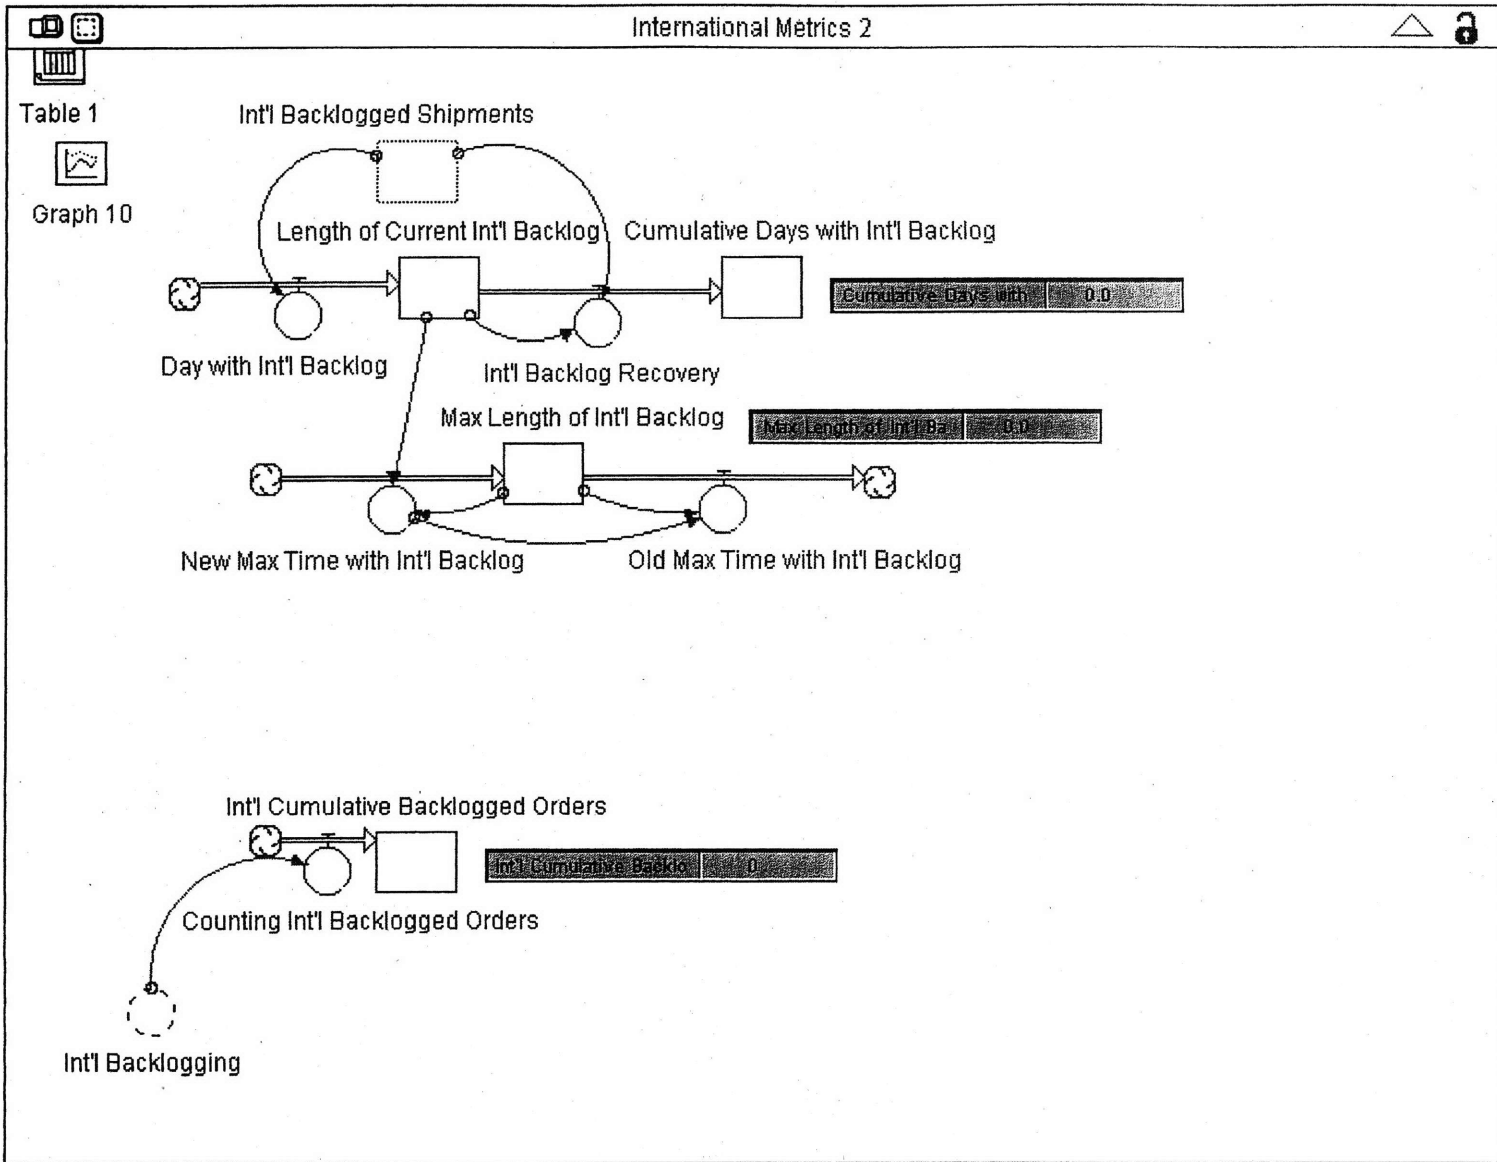 International Metrics 2
Table 1
Int'l Backlogged Shipments
Graph 10
Length of Current Int'l Backlog
Cumulative Days with Int'l Backlog
Cumulative Days with
0.0
Day with Int'l Backlog
Int'l Backlog Recovery
Max Length of Int'l Backlog
Max Length of Int'l Ba
0.0
New Max Time with Int'l Backlog
Old Max Time with Int'l Backlog
Int'l Cumulative Backlogged Orders
Int'l Cumulative Backlo
0
Counting Int'l Backlogged Orders
Int'l Backlogging